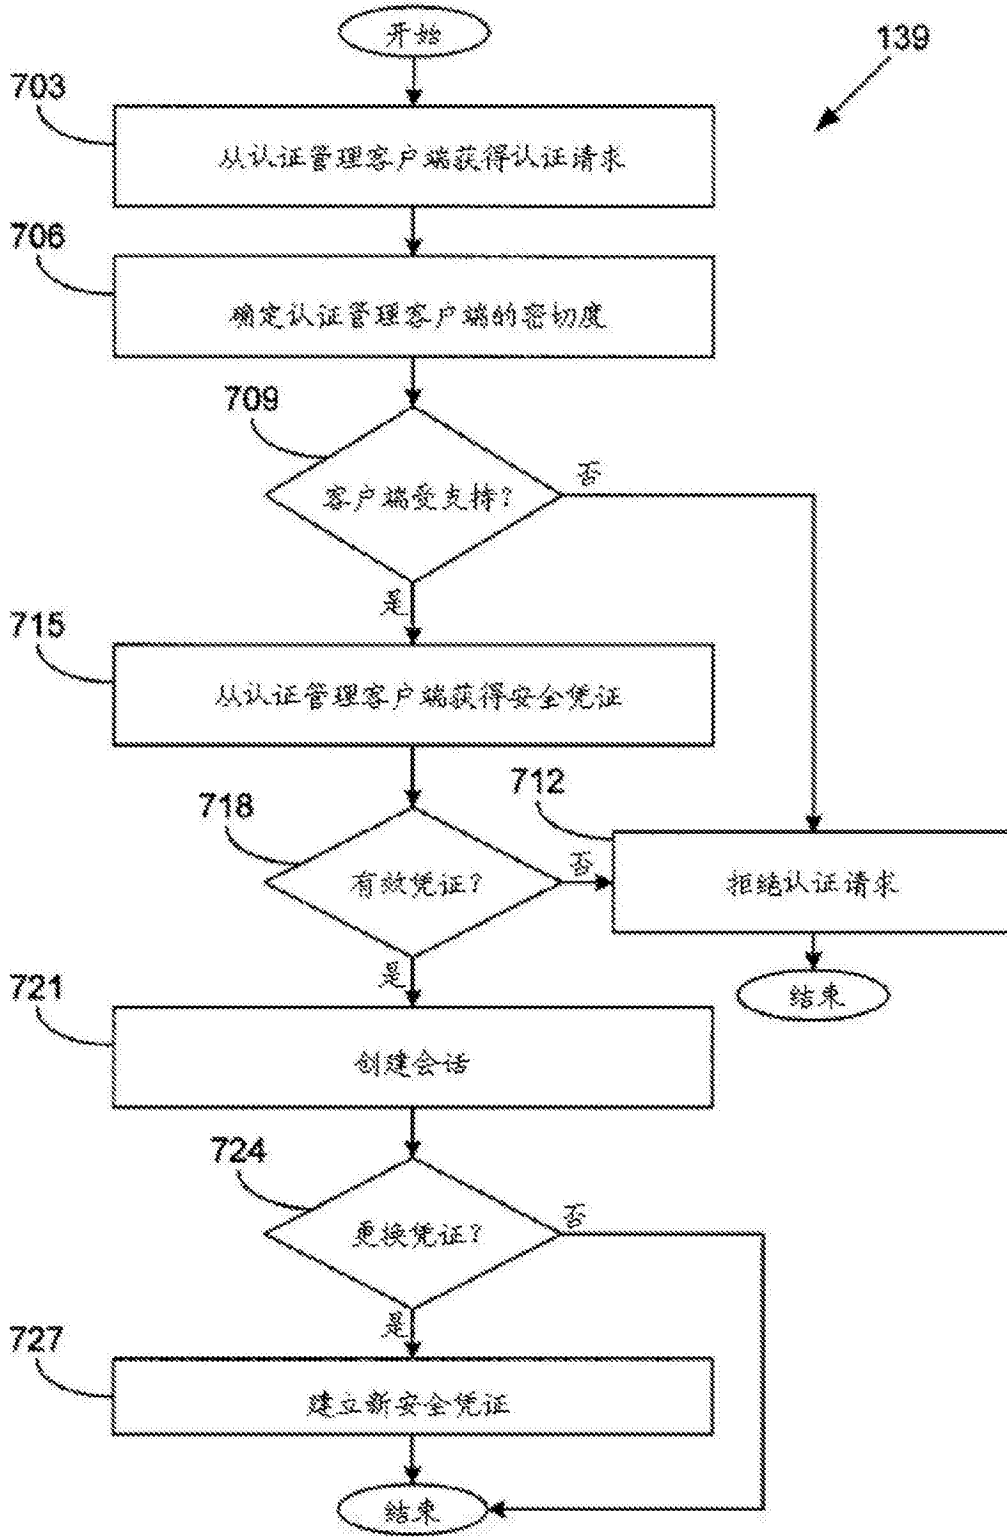 开始
139
703
从认证管理客户端获得认证请求
706
确定认证管理客户端的密切度
709
客户端受支持?
否
是
715
从认证管理客户端获得安全凭证
718
有效凭证?
否
712
拒绝认证请求
是
结束
721
创建会话
724
更换凭证?
否
是
727
建立新安全凭证
结束